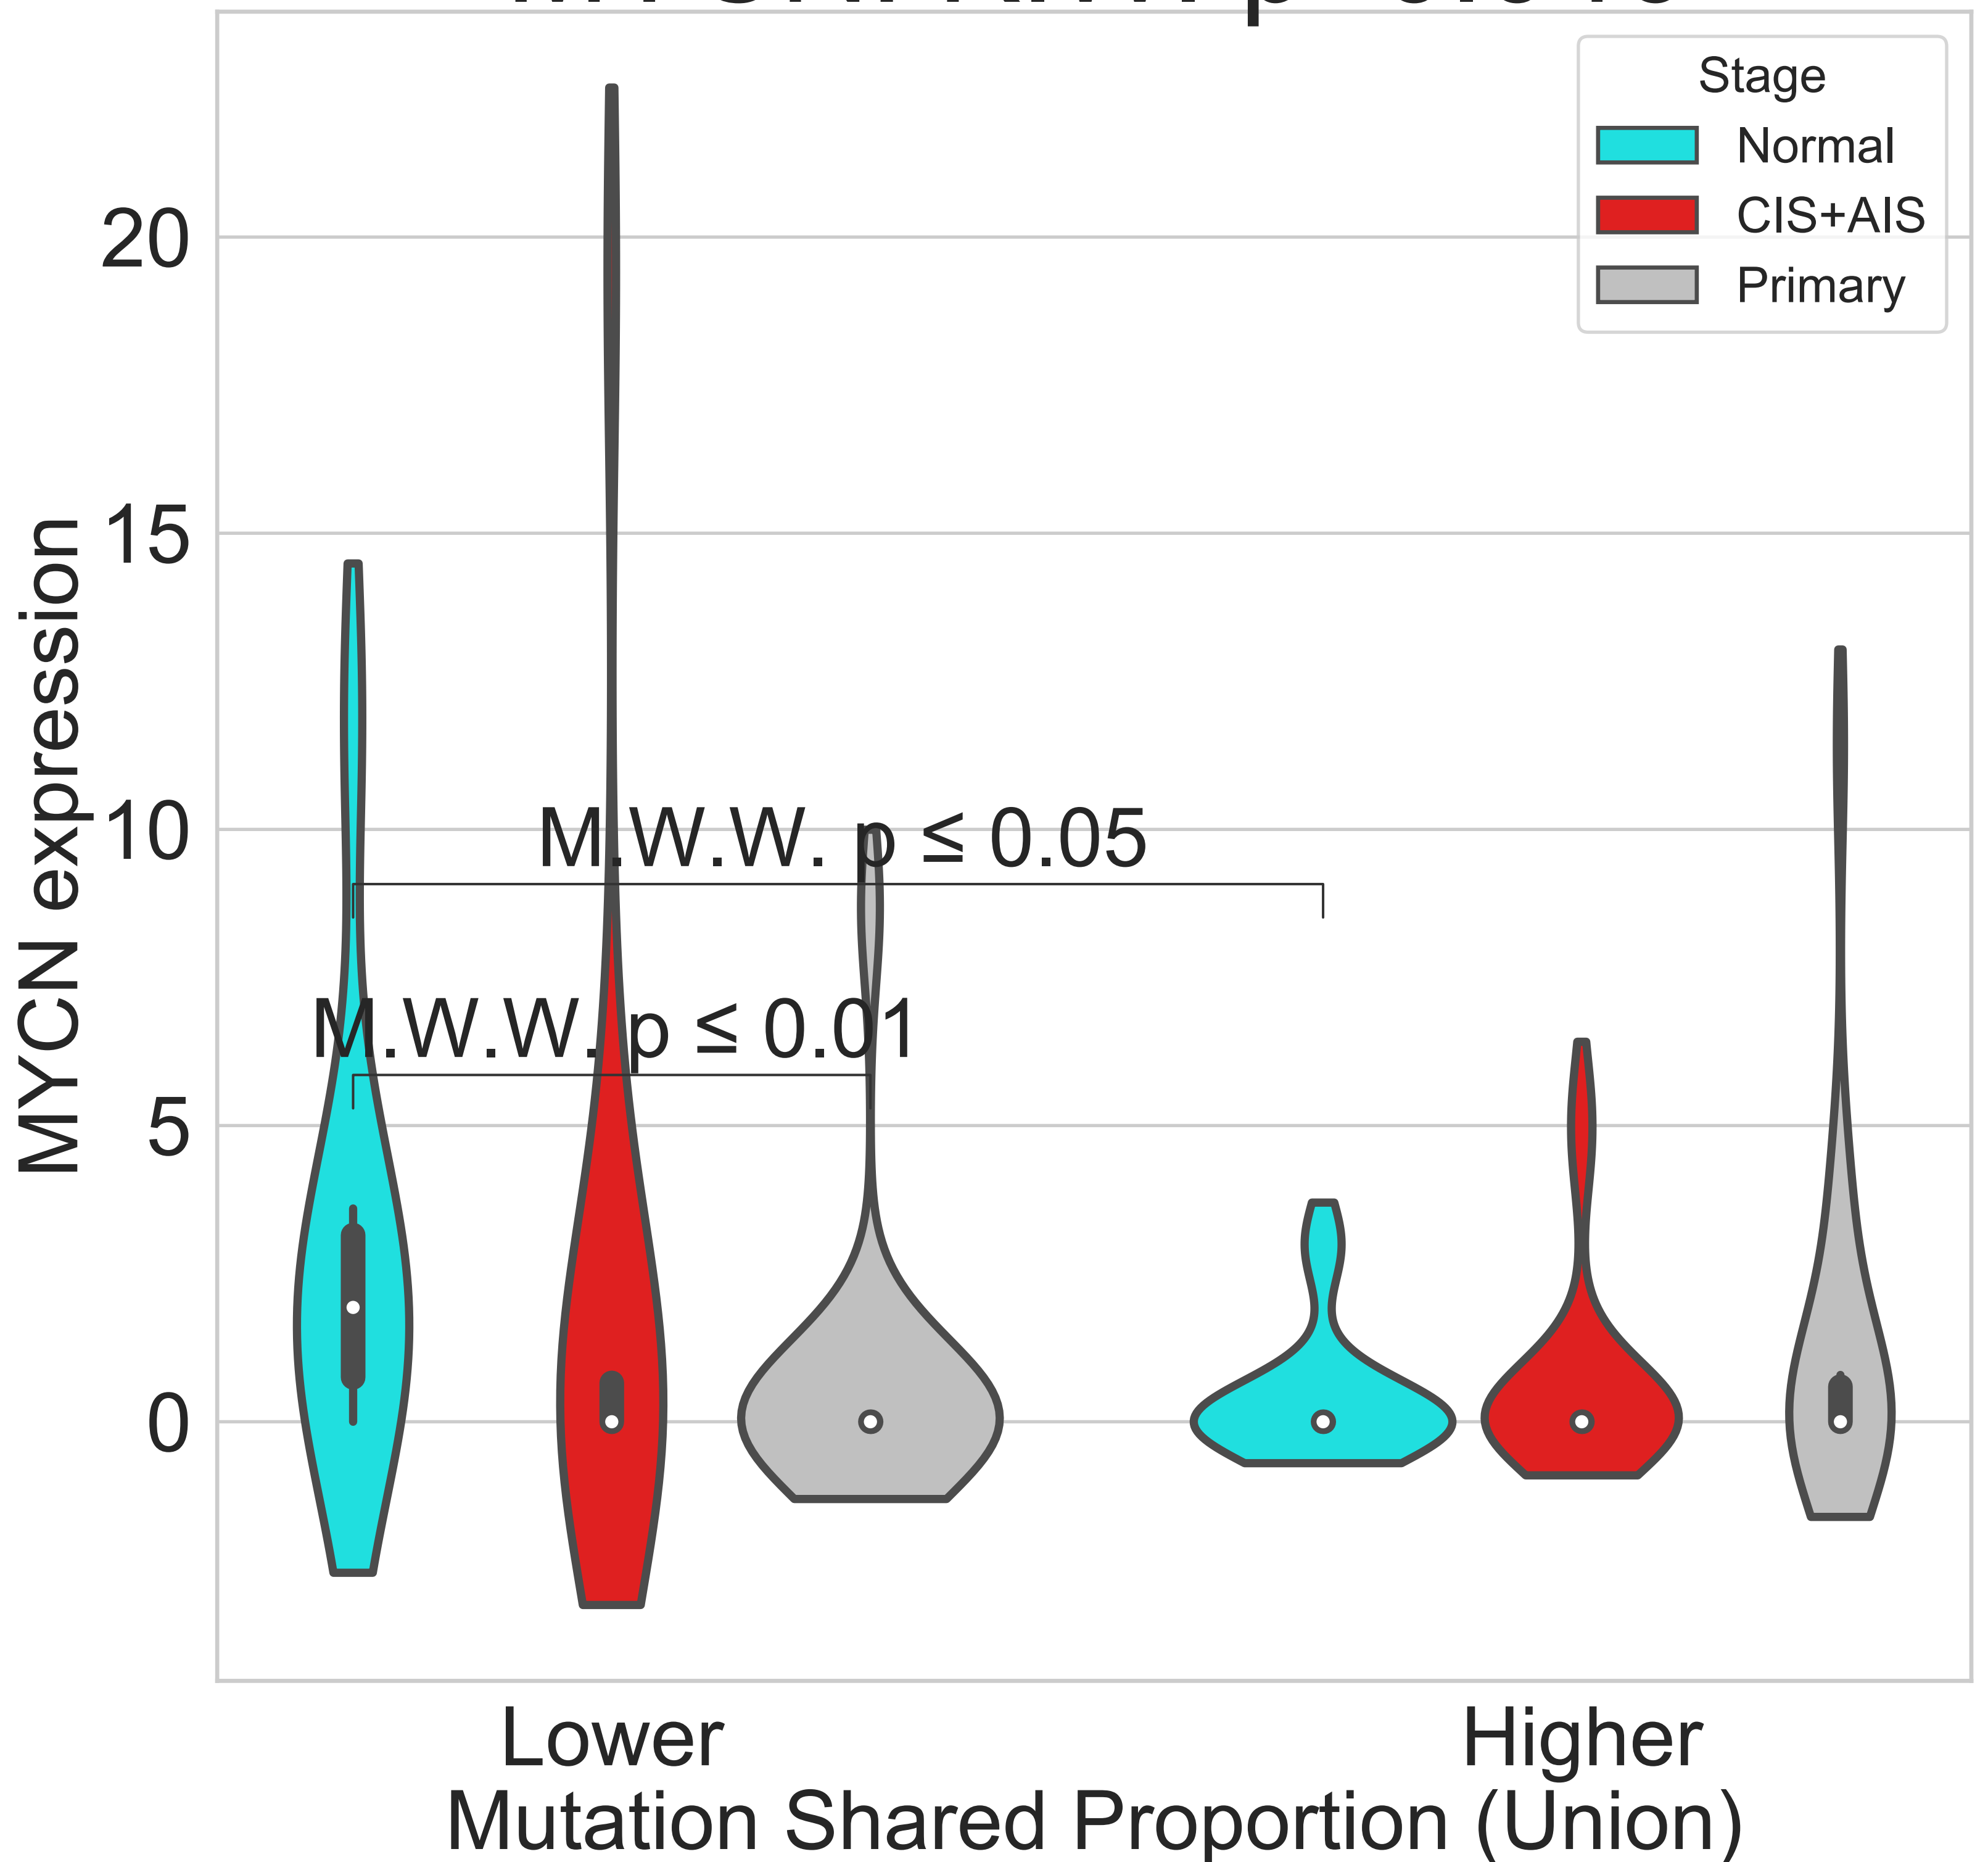 Stage
Normal
CIS+AIS
Primary
20
15
10
5
0
MYCN expression
M.W.W. p ≤ 0.05
M.W.W. p ≤ 0.01
Lower
Higher
Mutation Shared Proportion (Union)